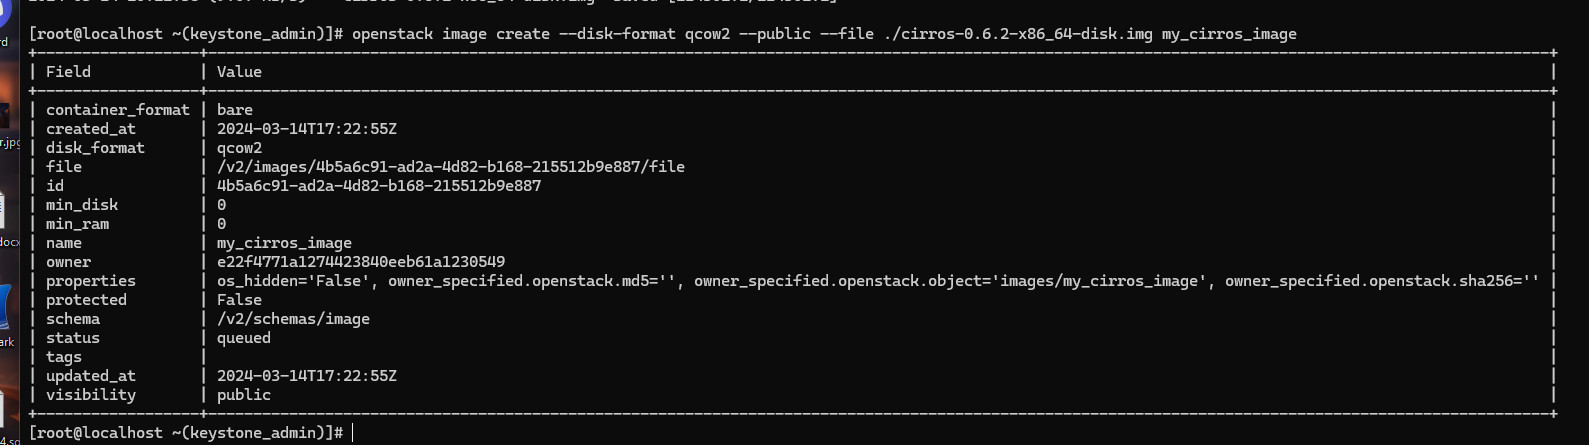 [root@localhost ~(keystone_admin)]# openstack image create --disk-format qcow2 --public --file ./cirros-0.6.2-x86_64-disk.img my_cirros_image
| Field | Value |
| container_format | bare |
| created_at | 2024-03-14T17:22:55Z |
| disk_format | qcow2 |
| file | /v2/images/4b5a6c91-ad2a-4d82-b168-215512b9e887/file |
| id | 4b5a6c91-ad2a-4d82-b168-215512b9e887 |
| min_disk | 0 |
| min_ram | 0 |
| name | my_cirros_image |
| owner | e22f4771a1274423840eeb61a1230549 |
| properties | os_hidden='False', owner_specified.openstack.md5='', owner_specified.openstack.object='images/my_cirros_image', owner_specified.openstack.sha256='' |
| protected | False |
| schema | /v2/schemas/image |
| status | queued |
| tags | |
| updated_at | 2024-03-14T17:22:55Z |
| visibility | public |
[root@localhost ~(keystone_admin)]#